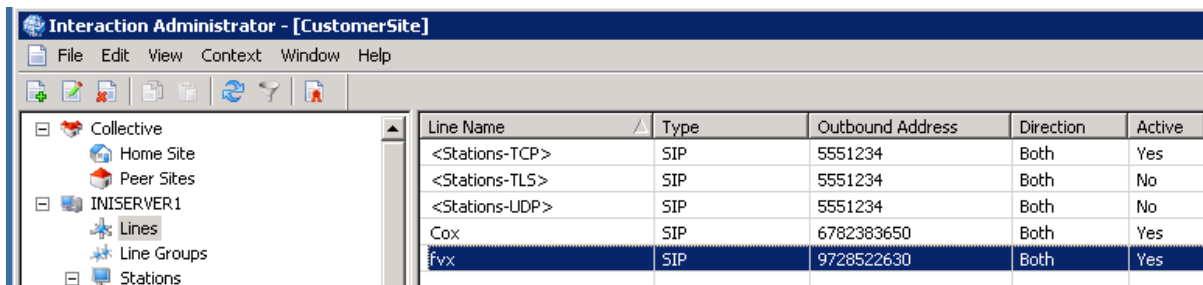 Interaction Administrator - [CustomerSite]
File Edit View Context Window Help
Collective
Home Site
Peer Sites
INISERVER1
Lines
Line Groups
Stations
Line Name Type Outbound Address Direction Active
<Stations-TCP> SIP 5551234 Both Yes
<Stations-TLS> SIP 5551234 Both No
<Stations-UDP> SIP 5551234 Both No
Cox SIP 6782383650 Both Yes
fvx SIP 9728522630 Both Yes